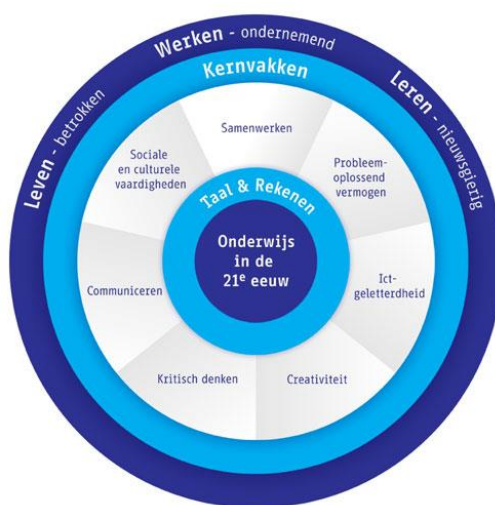 Werken - ondernemend
Leven - betrokken
Leren - nieuwsgierig
Kernvakken
Samenwerken
Probleem-
oplossend
vermogen
Ict-
geletterdheid
Creativiteit
Kritisch denken
Communiceren
Sociale
en culturele
vaardigheden
Taal & Rekenen
Onderwijs
in de
21e eeuw